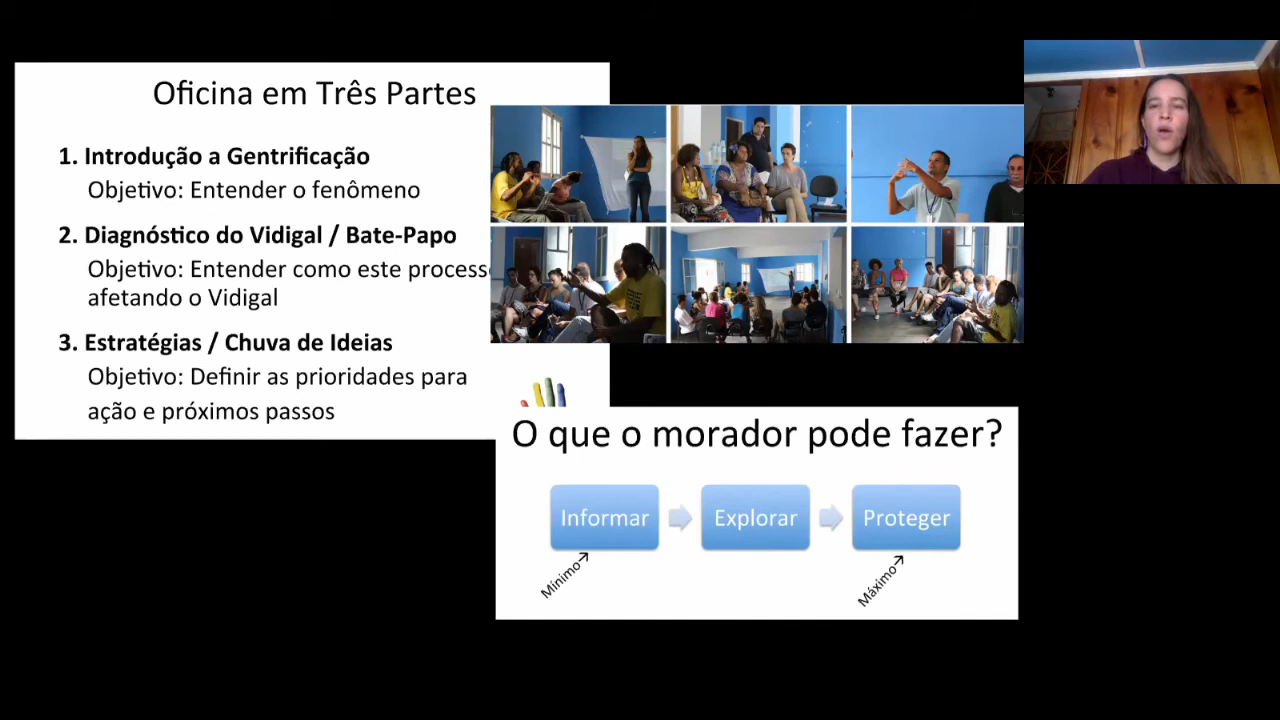 Oficina em Três Partes
1. Introdução a Gentrificação
Objetivo: Entender o fenômeno
2. Diagnóstico do Vidigal / Bate-Papo
Objetivo: Entender como este process
afetando o Vidigal
3. Estratégias / Chuva de Ideias
Objetivo: Definir as prioridades para
ação e próximos passos
O que o morador pode fazer?
Informar
Explorar
Proteger
Mínimo
Máximo